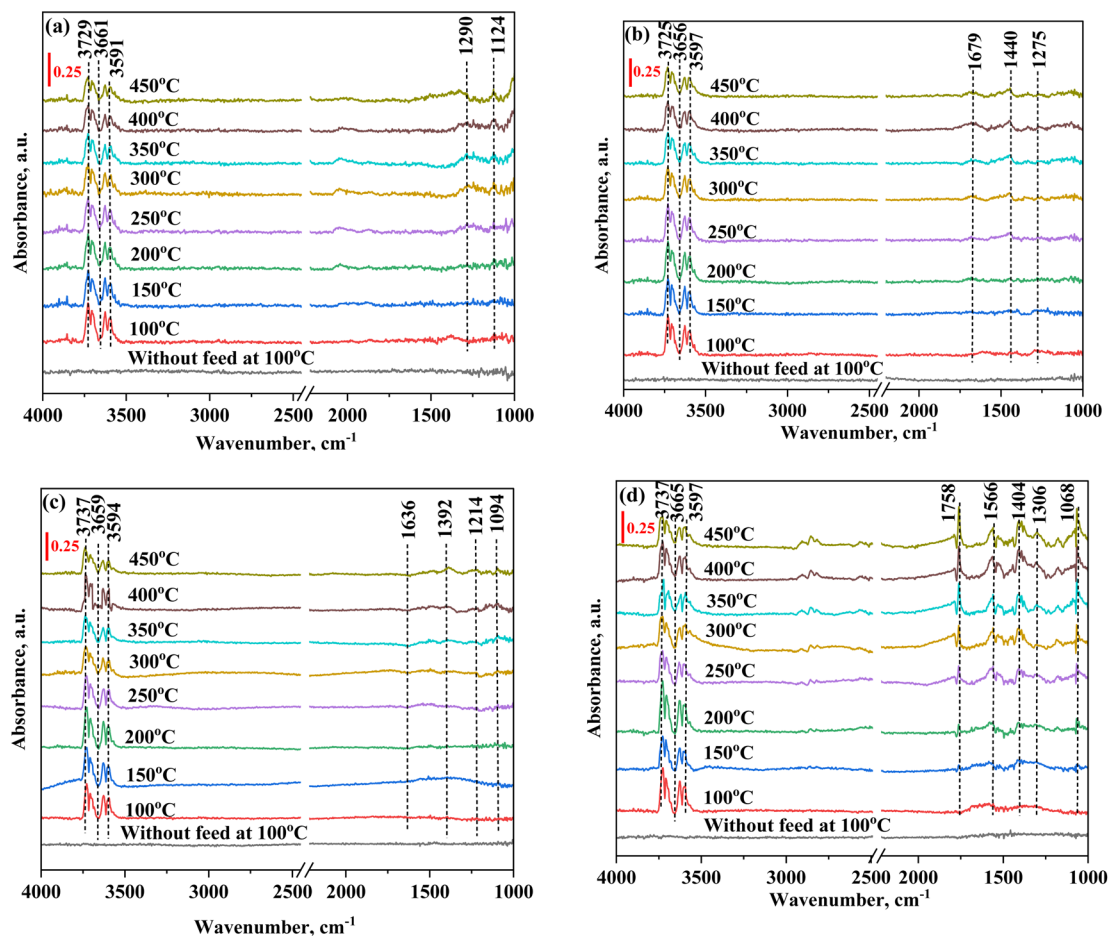 (a)
3729
3661
3591
1290
1124
0.25
450°C
400°C
350°C
300°C
250°C
200°C
150°C
100°C
Without feed at 100°C
Absorbance, a.u.
4000 3500 3000 2500 2000 1500 1000
Wavenumber, cm-1
(b)
3725
3656
3597
1679
1440
1275
0.25
450°C
400°C
350°C
300°C
250°C
200°C
150°C
100°C
Without feed at 100°C
Absorbance, a.u.
4000 3500 3000 2500 2000 1500 1000
Wavenumber, cm-1
(c)
3737
3659
3594
1636
1392
1214
1094
0.25
450°C
400°C
350°C
300°C
250°C
200°C
150°C
100°C
Without feed at 100°C
Absorbance, a.u.
4000 3500 3000 2500 2000 1500 1000
Wavenumber, cm-1
(d)
3737
3665
3597
1758
1566
1404
1306
1068
0.25
450°C
400°C
350°C
300°C
250°C
200°C
150°C
100°C
Without feed at 100°C
Absorbance, a.u.
4000 3500 3000 2500 2000 1500 1000
Wavenumber, cm-1